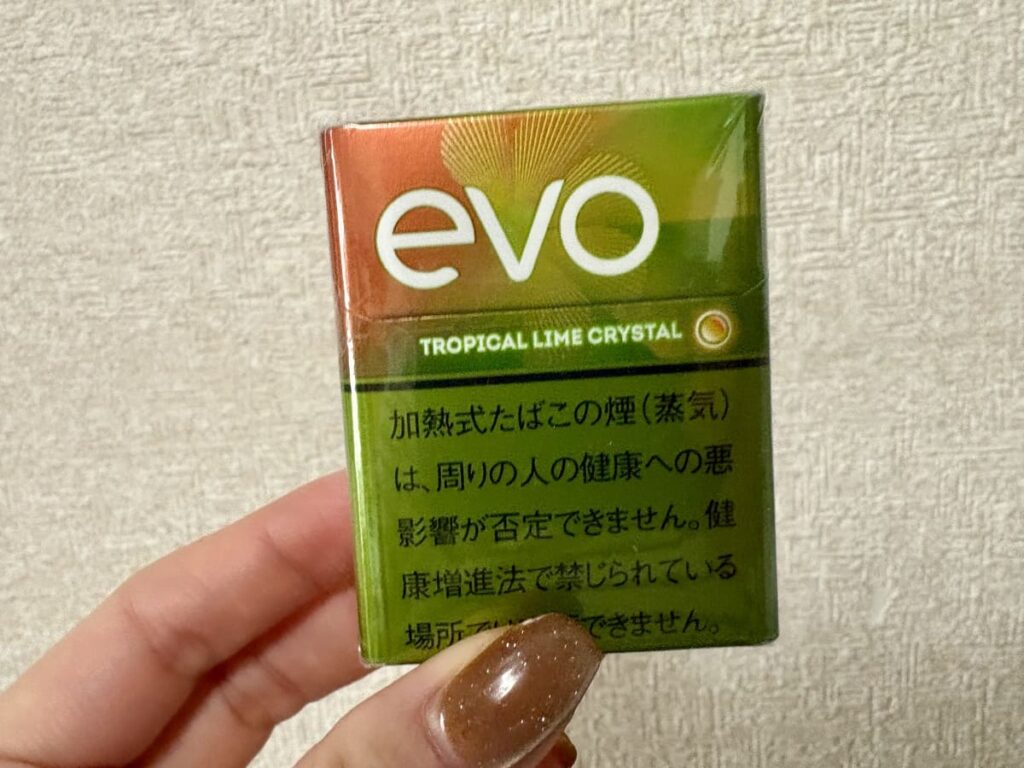 evo
TROPICAL LIME CRYSTAL
加熱式たばこの煙(蒸気)
は、周りの人の健康への悪
影響が否定できません。健
康増進法で禁じられている
場所では できません。